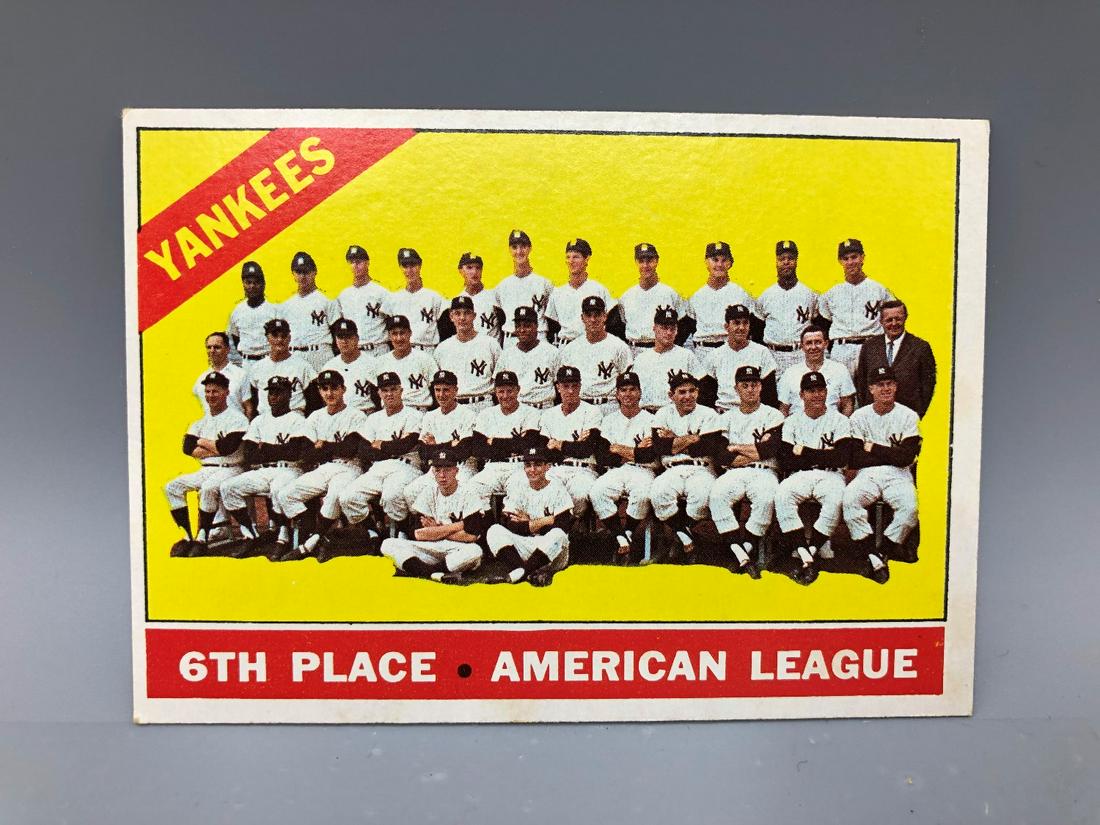 YANKEES
6TH PLACE • AMERICAN LEAGUE